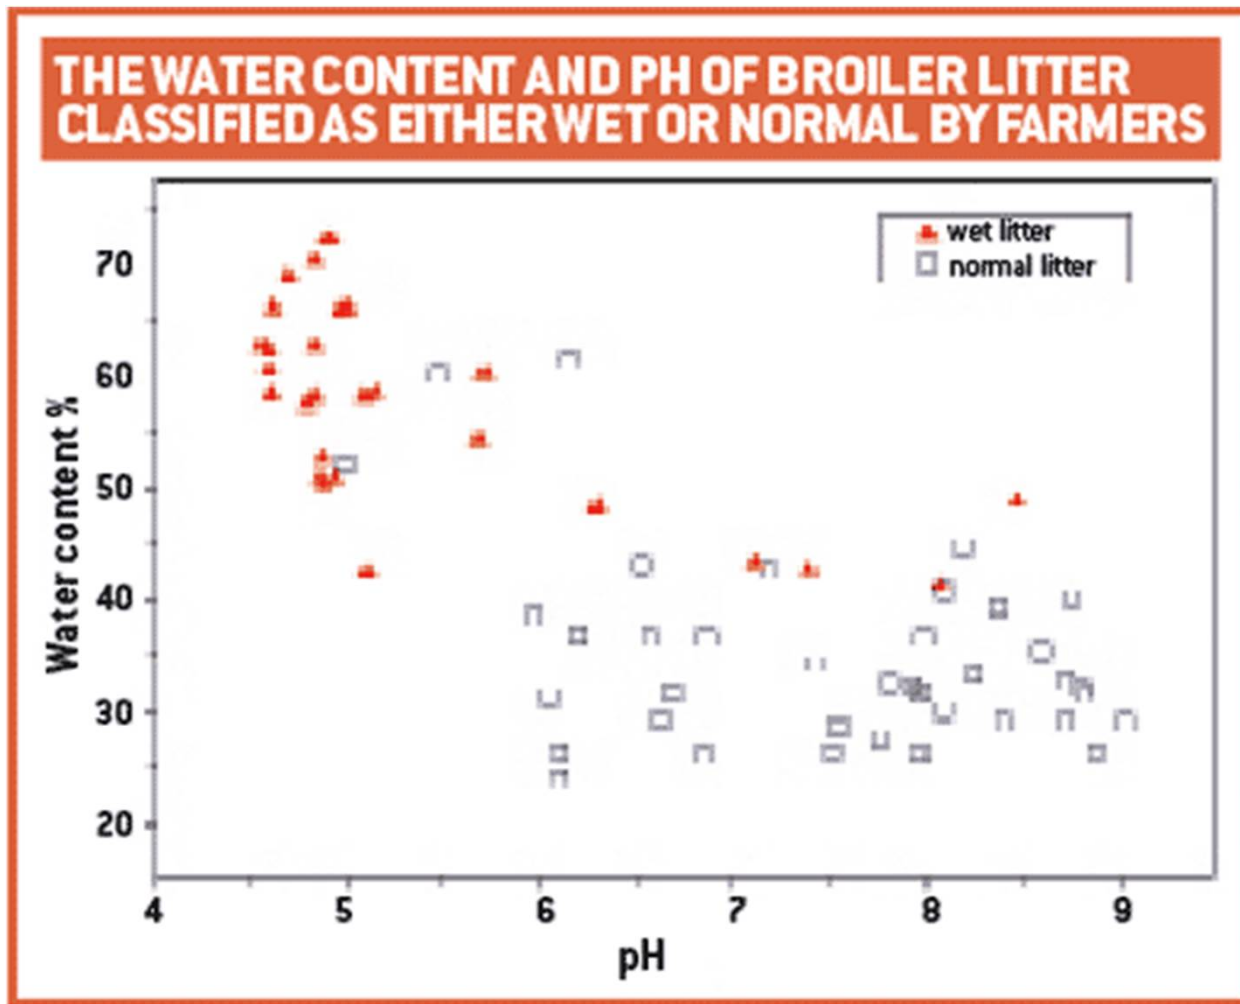 THE WATER CONTENT AND PH OF BROILER LITTER
CLASSIFIED AS EITHER WET OR NORMAL BY FARMERS
wet litter
normal litter
70
60
50
40
30
20
Water content %
4 5 6 7 8 9
pH